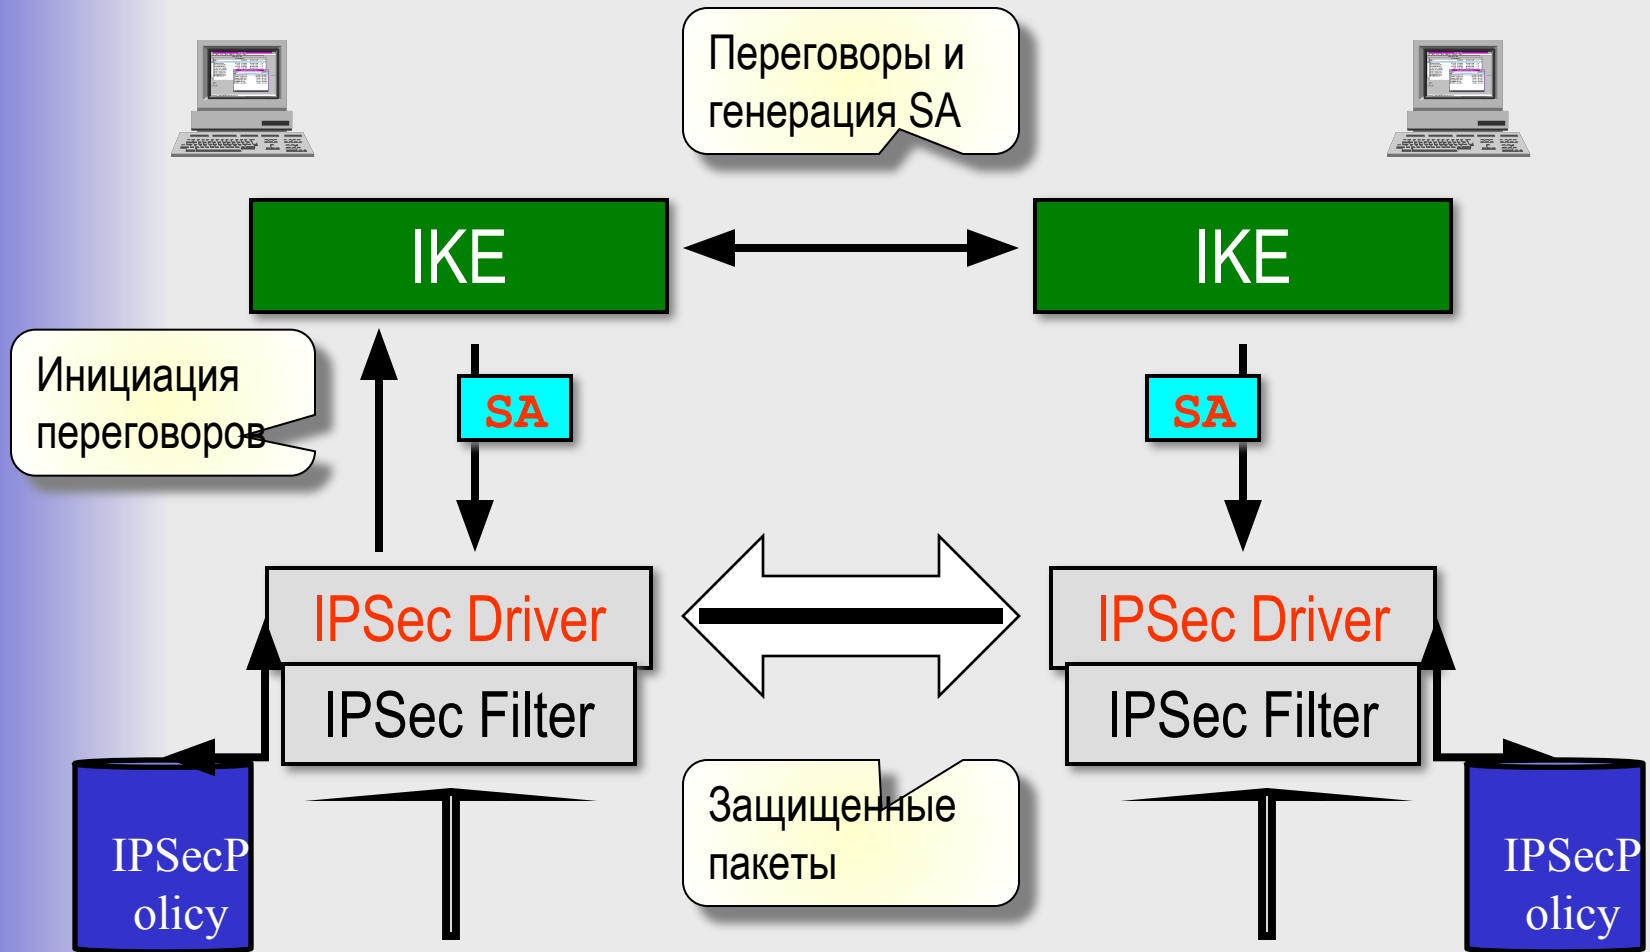 Переговоры и
генерация SA
IKE
IKE
Инициация
переговоров
SA
SA
IPSec Driver
IPSec Driver
IPSec Filter
IPSec Filter
Защищенные
пакеты
IPSecP
olicy
IPSecP
olicy